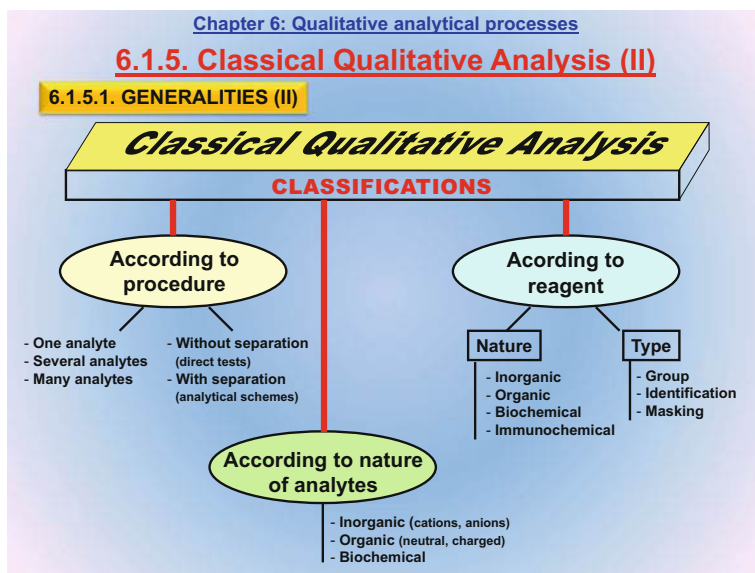 Chapter 6: Qualitative analytical processes
6.1.5. Classical Qualitative Analysis (II)
6.1.5.1. GENERALITIES (II)
Classical Qualitative Analysis
CLASSIFICATIONS
According to
procedure
- One analyte
- Several analytes
- Many analytes
- Without separation
(direct tests)
- With separation
(analytical schemes)
According to nature
of analytes
- Inorganic (cations, anions)
- Organic (neutral, charged)
- Biochemical
Acording to
reagent
Nature
- Inorganic
- Organic
- Biochemical
- Immunochemical
Type
- Group
- Identification
- Masking